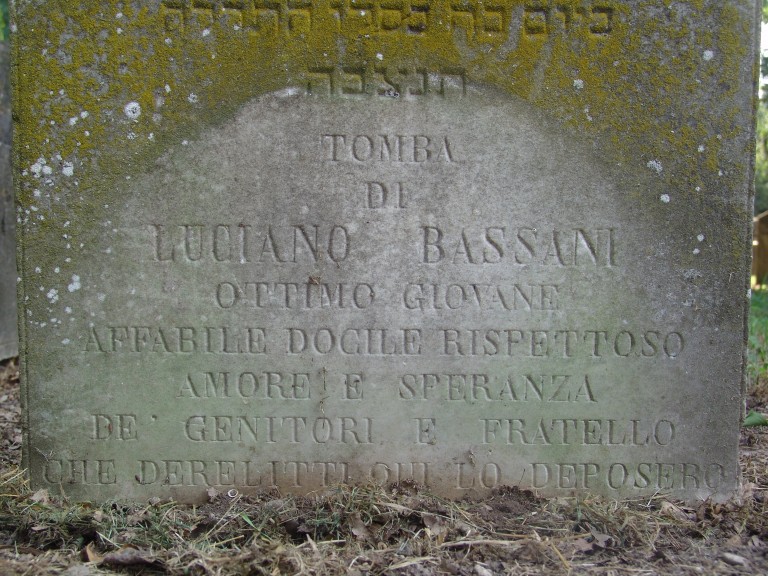 תנצבה
TOMBA
DI
LUCIANO BASSANI
OTTIMO GIOVANE
AFFABILE DOCILE RISPETTOSO
AMORE E SPERANZA
DE' GENITORI E FRATELLO
CHE DERELITTI QUI LO DEPOSERO